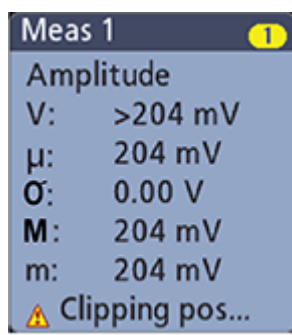 Meas 1 1
Amplitude
V: >204 mV
μ: 204 mV
σ: 0.00 V
M: 204 mV
m: 204 mV
Clipping pos...